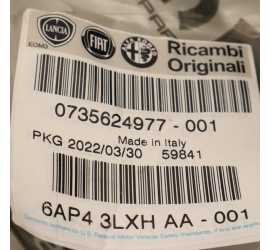 LANCIA FIAT ALFA ROMEO Ricambi
Originali
0735624977 - 001
Made in Italy
PKG 2022/03/30 59841
6AP4 3LXH AA - 001